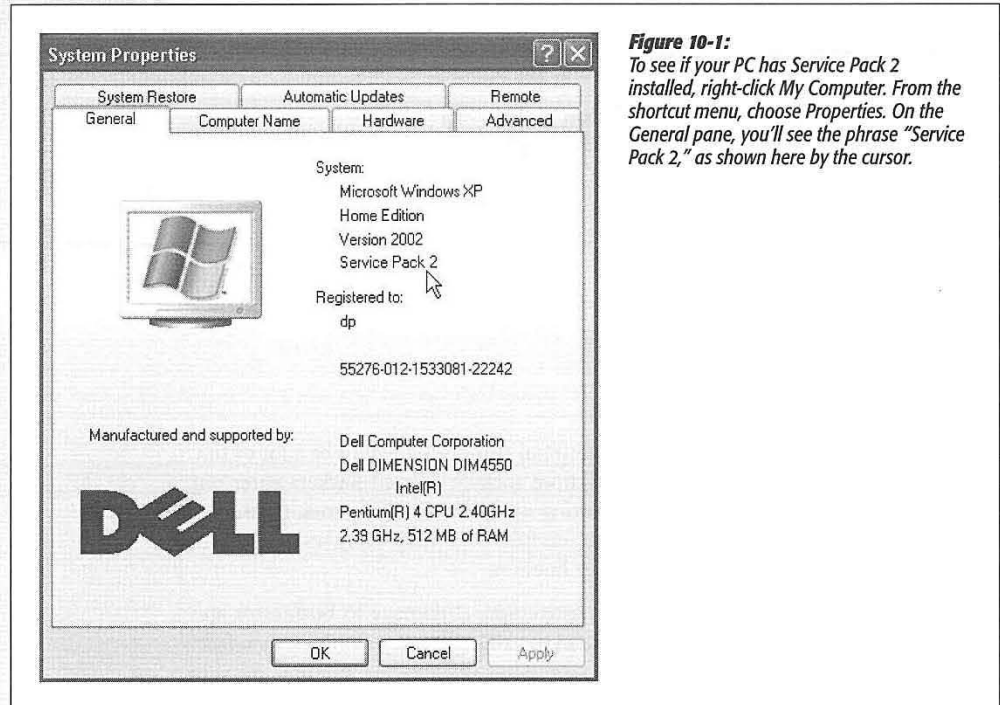 System Properties
System Restore Automatic Updates Remote
General Computer Name Hardware Advanced
System:
Microsoft Windows XP
Home Edition
Version 2002
Service Pack 2
Registered to:
dp
55276-012-1533081-22242
Manufactured and supported by:
Dell Computer Corporation
Dell DIMENSION DIM4550
Intel(R)
Pentium(R) 4 CPU 2.40GHz
2.39 GHz, 512 MB of RAM
DELL
OK Cancel Apply
Figure 10-1:
To see if your PC has Service Pack 2
installed, right-click My Computer. From the
shortcut menu, choose Properties. On the
General pane, you'll see the phrase “Service
Pack 2,” as shown here by the cursor.